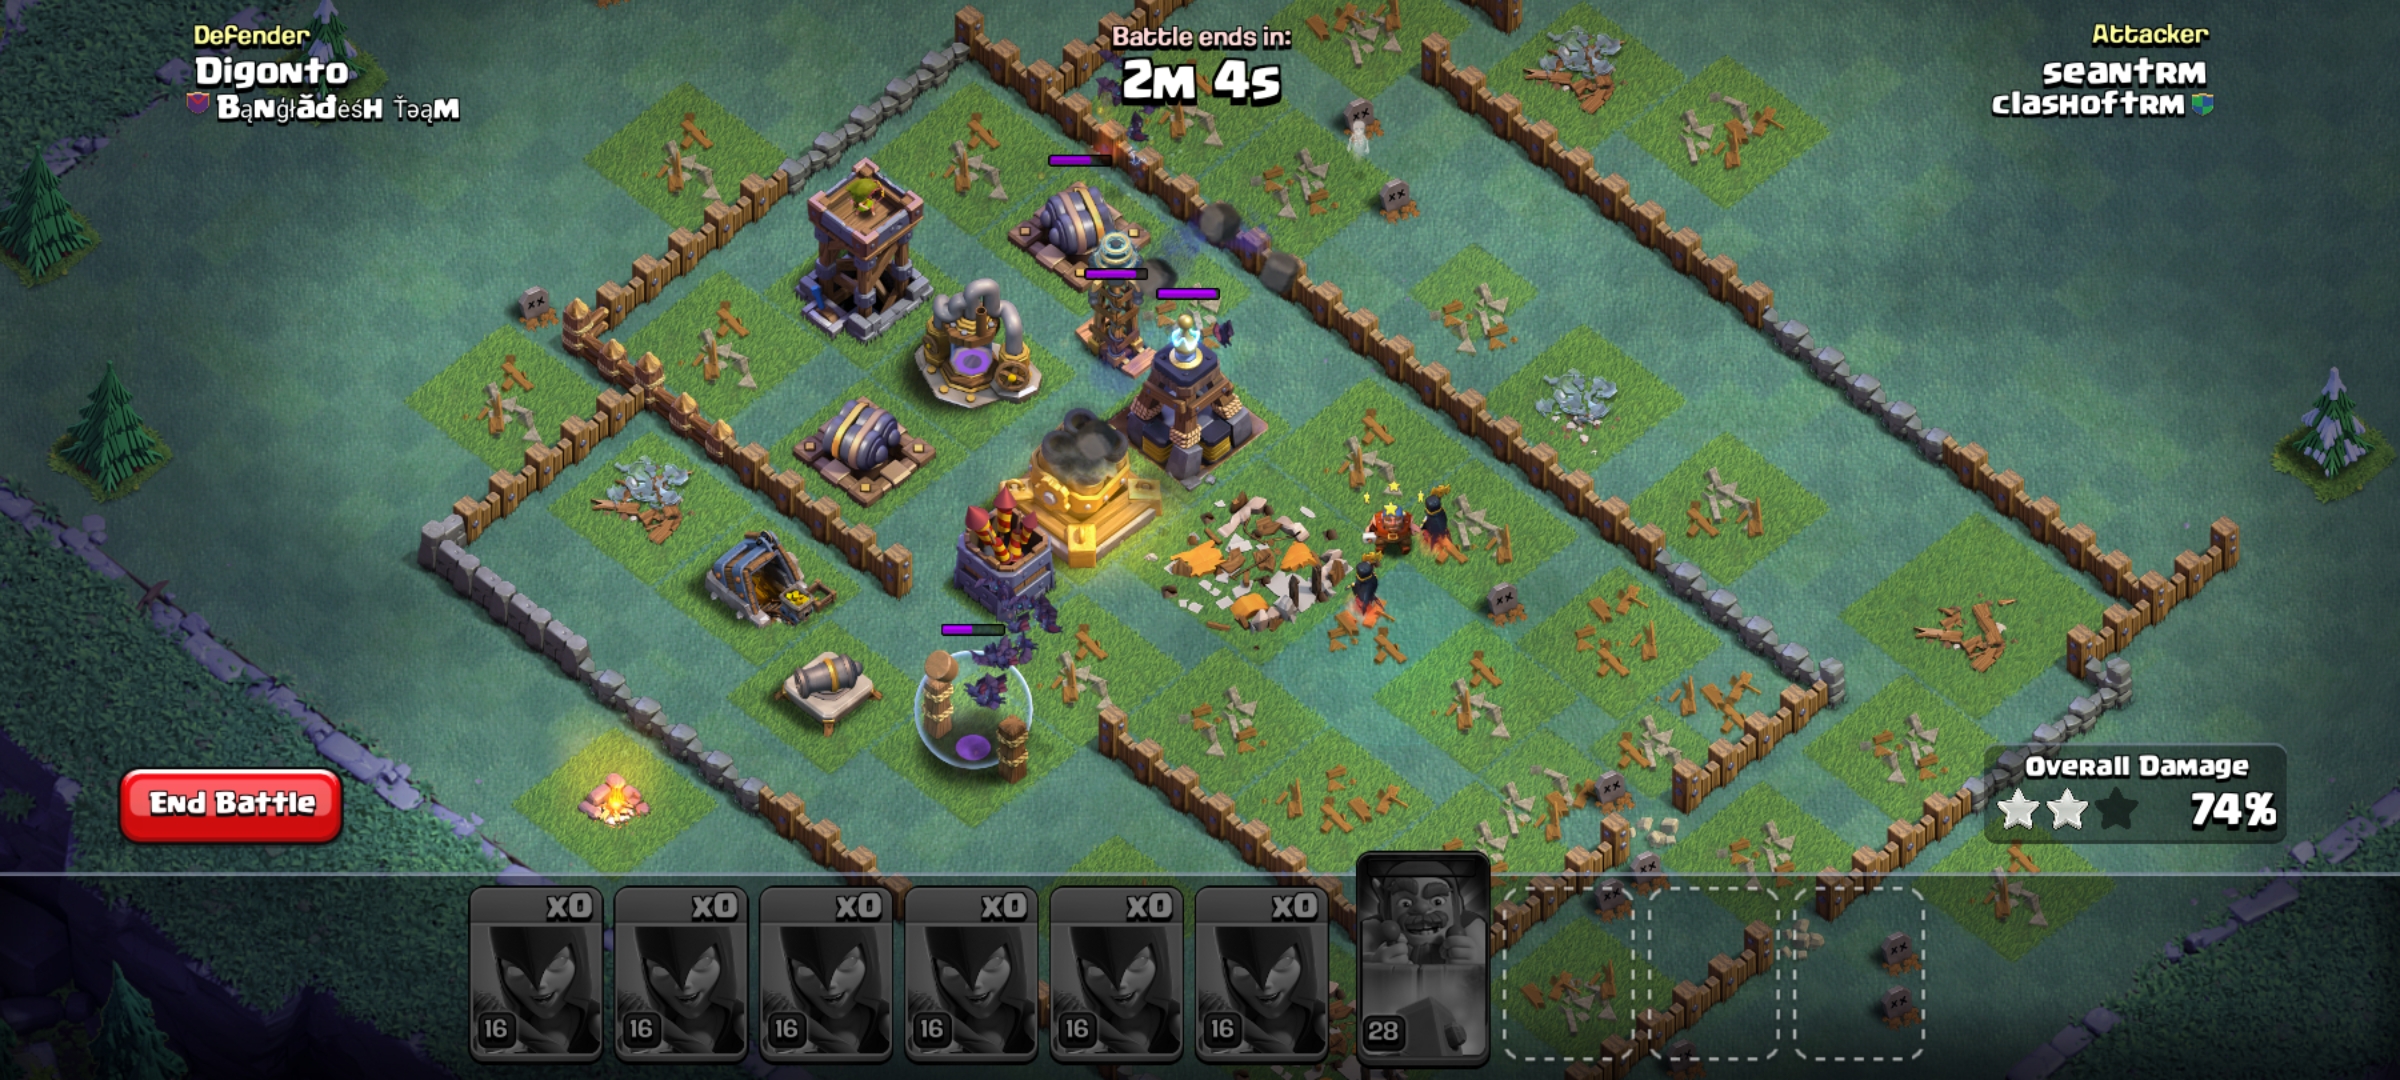 Defender
Digonto
BąNģłăđėśH ŤəąM
Battle ends in:
2M 4S
Attacker
seantRM
clashoftRM
End Battle
Overall Damage
74%
x0 x0 x0 x0 x0 x0
16 16 16 16 16 16 28